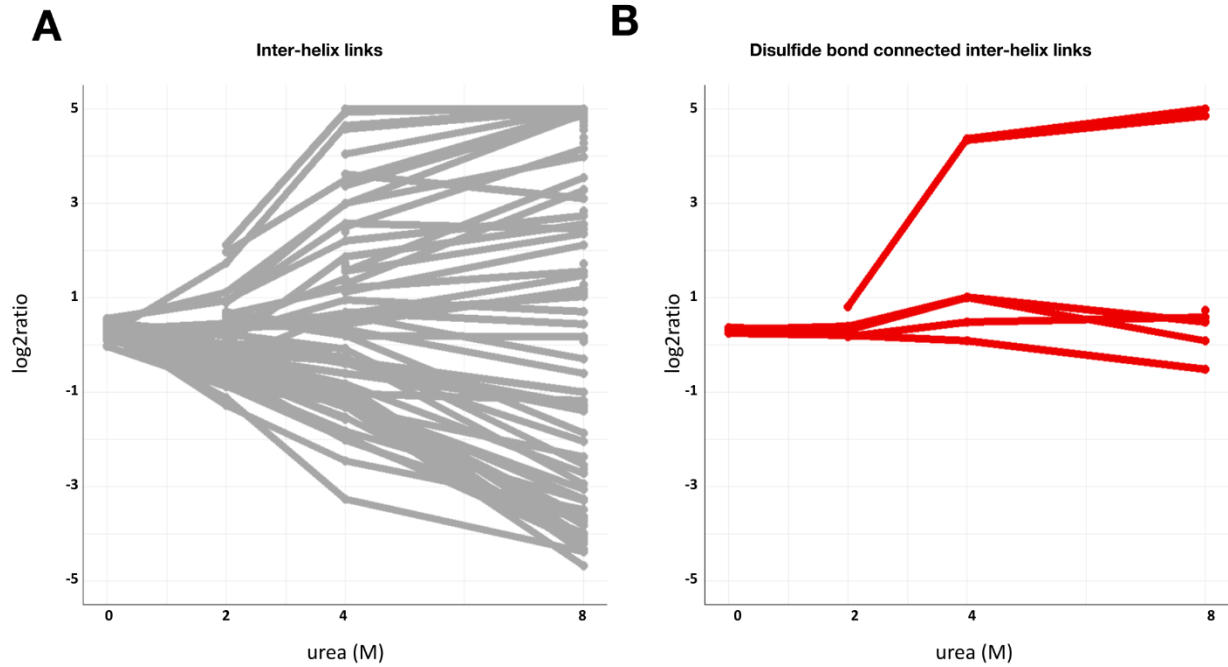 A
Inter-helix links
5
3
1
-1
-3
-5
log2ratio
0
2
4
8
urea (M)
B
Disulfide bond connected inter-helix links
5
3
1
-1
-3
-5
log2ratio
0
2
4
8
urea (M)